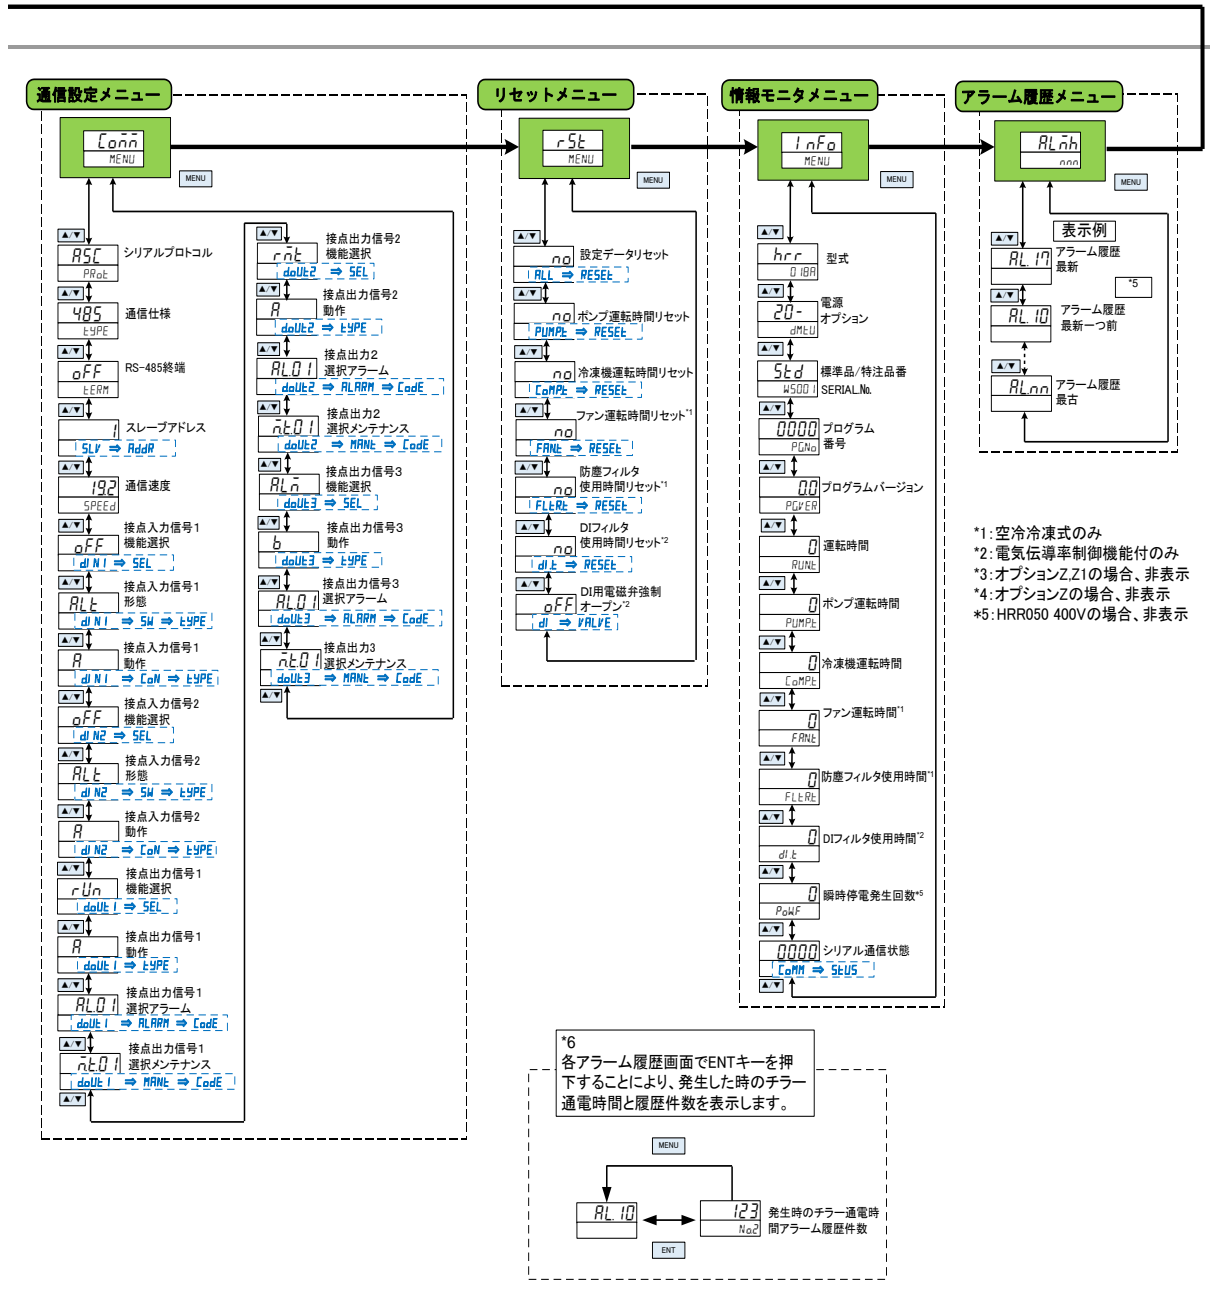 通信設定メニュー
Conm
MENU
MENU
▲/▼
ASC
PRot
シリアルプロトコル
▲/▼
485
tYPE
通信仕様
▲/▼
oFF
tERM
RS-485終端
▲/▼
1
スレーブアドレス
SLV ⇒ AddR
▲/▼
19.2
SPEEd
通信速度
▲/▼
oFF
接点入力信号1
機能選択
dIN1 ⇒ SEL
▲/▼
ALt
接点入力信号1
形態
dIN1 ⇒ SW ⇒ tYPE
▲/▼
A
接点入力信号1
動作
dIN1 ⇒ CoN ⇒ tYPE
▲/▼
oFF
接点入力信号2
機能選択
dIN2 ⇒ SEL
▲/▼
ALt
接点入力信号2
形態
dIN2 ⇒ SW ⇒ tYPE
▲/▼
A
接点入力信号2
動作
dIN2 ⇒ CoN ⇒ tYPE
▲/▼
rUn
接点出力信号1
機能選択
doUt1 ⇒ SEL
▲/▼
A
接点出力信号1
動作
doUt1 ⇒ tYPE
▲/▼
AL.01
接点出力信号1
選択アラーム
doUt1 ⇒ ALARM ⇒ CodE
▲/▼
mt.01
接点出力信号1
選択メンテナンス
doUt1 ⇒ MANt ⇒ CodE
▲/▼
▲/▼
rmt
接点出力信号2
機能選択
doUt2 ⇒ SEL
▲/▼
A
接点出力信号2
動作
doUt2 ⇒ tYPE
▲/▼
AL.01
接点出力2
選択アラーム
doUt2 ⇒ ALARM ⇒ CodE
▲/▼
mt.01
接点出力2
選択メンテナンス
doUt2 ⇒ MANt ⇒ CodE
▲/▼
ALm
接点出力信号3
機能選択
doUt3 ⇒ SEL
▲/▼
b
接点出力信号3
動作
doUt3 ⇒ tYPE
▲/▼
AL.01
接点出力信号3
選択アラーム
doUt3 ⇒ ALARM ⇒ CodE
▲/▼
mt.01
接点出力3
選択メンテナンス
doUt3 ⇒ MANt ⇒ CodE
▲/▼
リセットメニュー
rSt
MENU
MENU
▲/▼
no
設定データリセット
ALL ⇒ RESEt
▲/▼
no
ポンプ運転時間リセット
PUMP.t ⇒ RESEt
▲/▼
no
冷凍機運転時間リセット
CoMP.t ⇒ RESEt
▲/▼
ファン運転時間リセット*1
no
FAN.t ⇒ RESEt
▲/▼
no
防塵フィルタ
使用時間リセット*1
FLtR.t ⇒ RESEt
▲/▼
no
DIフィルタ
使用時間リセット*2
dI.t ⇒ RESEt
▲/▼
oFF
DI用電磁弁強制
オープン*2
dI ⇒ VALVE
情報モニタメニュー
InFo
MENU
MENU
▲/▼
hrr
018A
型式
▲/▼
20-
dMtU
電源
オプション
▲/▼
Std
WS001
標準品/特注品番
SERIAL No.
▲/▼
0000
PGNo
プログラム
番号
▲/▼
0.0
PGVER
プログラムバージョン
▲/▼
0
RUN.t
運転時間
▲/▼
0
PUMP.t
ポンプ運転時間
▲/▼
0
CoMP.t
冷凍機運転時間
▲/▼
0
FAN.t
ファン運転時間*1
▲/▼
0
FLtR.t
防塵フィルタ使用時間*1
▲/▼
0
dI.t
DIフィルタ使用時間*2
▲/▼
0
PoWF
瞬時停電発生回数*5
▲/▼
0000
シリアル通信状態
CoMM ⇒ StUS
▲/▼
アラーム履歴メニュー
ALmh
nnn
MENU
表示例
▲/▼
AL.17
アラーム履歴
最新
*5
▲/▼
AL.10
アラーム履歴
最新一つ前
▲/▼
AL.nn
アラーム履歴
最古
*1:空冷冷凍式のみ
*2:電気伝導率制御機能付のみ
*3:オプションZ,Z1の場合、非表示
*4:オプションZの場合、非表示
*5:HRR050 400Vの場合、非表示
*6
各アラーム履歴画面でENTキーを押
下することにより、発生した時のチラー
通電時間と履歴件数を表示します。
MENU
AL.10
123
No.2
発生時のチラー通電時
間アラーム履歴件数
ENT